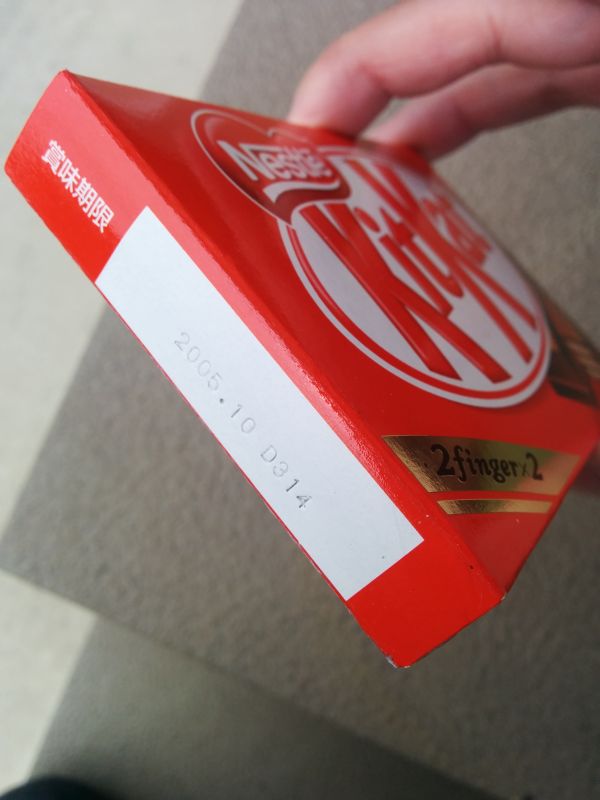 賞味期限
2005.10 D314
Nestlé
KitKat
2finger×2